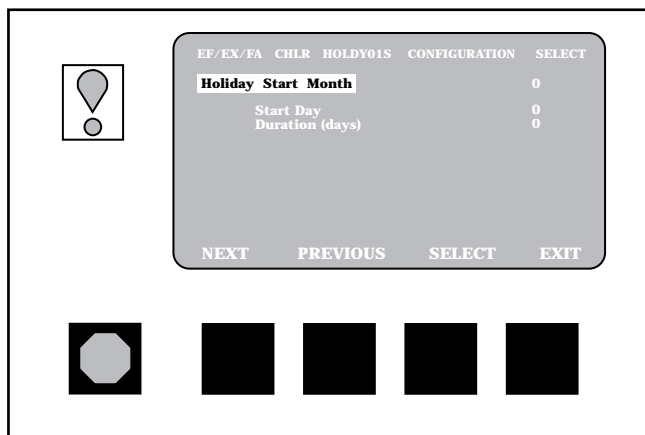 EF/EX/FA CHLR HOLDY01S CONFIGURATION SELECT
Holiday Start Month 0
Start Day 0
Duration (days) 0
NEXT PREVIOUS SELECT EXIT